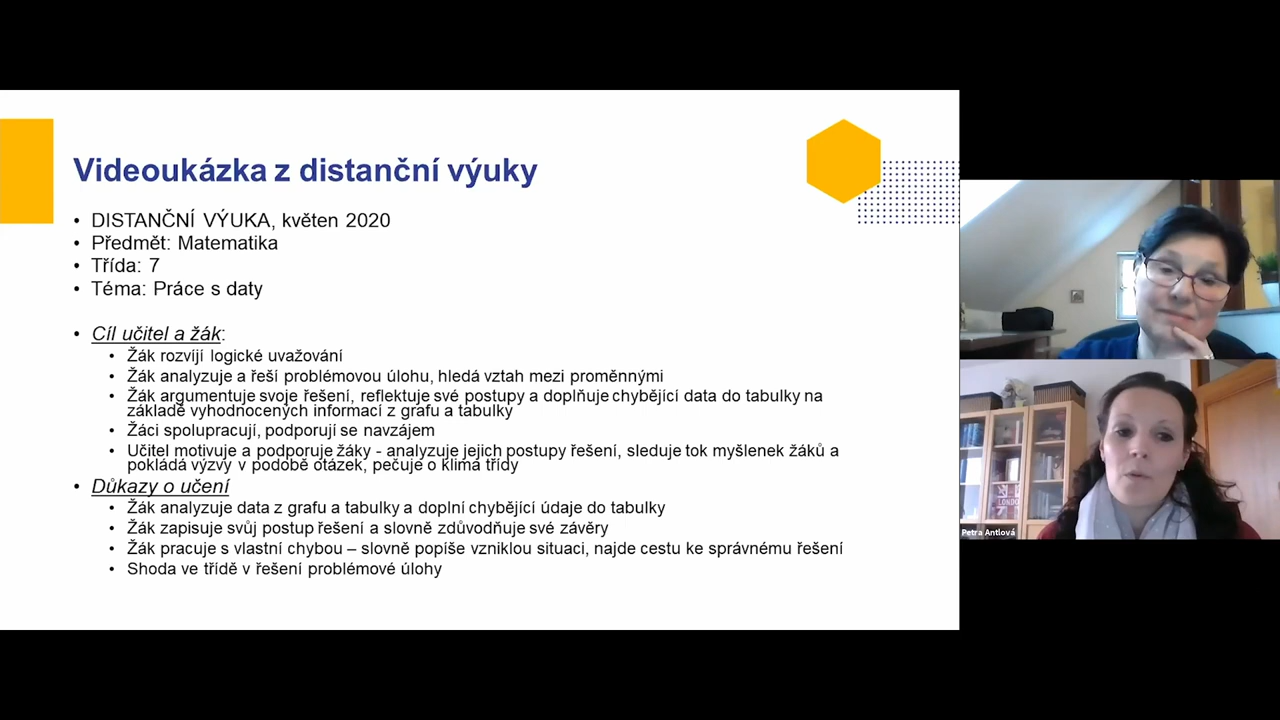 Videoukázka z distanční výuky
• DISTANČNÍ VÝUKA, květen 2020
• Předmět: Matematika
• Třída: 7
• Téma: Práce s daty
• Cíl učitel a žák:
• Žák rozvíjí logické uvažování
• Žák analyzuje a řeší problémovou úlohu, hledá vztah mezi proměnnými
• Žák argumentuje svoje řešení, reflektuje své postupy a doplňuje chybějící data do tabulky na
základě vyhodnocených informací z grafu a tabulky
• Žáci spolupracují, podporují se navzájem
• Učitel motivuje a podporuje žáky - analyzuje jejich postupy řešení, sleduje tok myšlenek žáků a
pokládá výzvy v podobě otázek, pečuje o klima třídy
• Důkazy o učení
• Žák analyzuje data z grafu a tabulky a doplní chybějící údaje do tabulky
• Žák zapisuje svůj postup řešení a slovně zdůvodňuje své závěry
• Žák pracuje s vlastní chybou – slovně popíše vzniklou situaci, najde cestu ke správnému řešení
• Shoda ve třídě v řešení problémové úlohy
LONDON
Petra Antlová